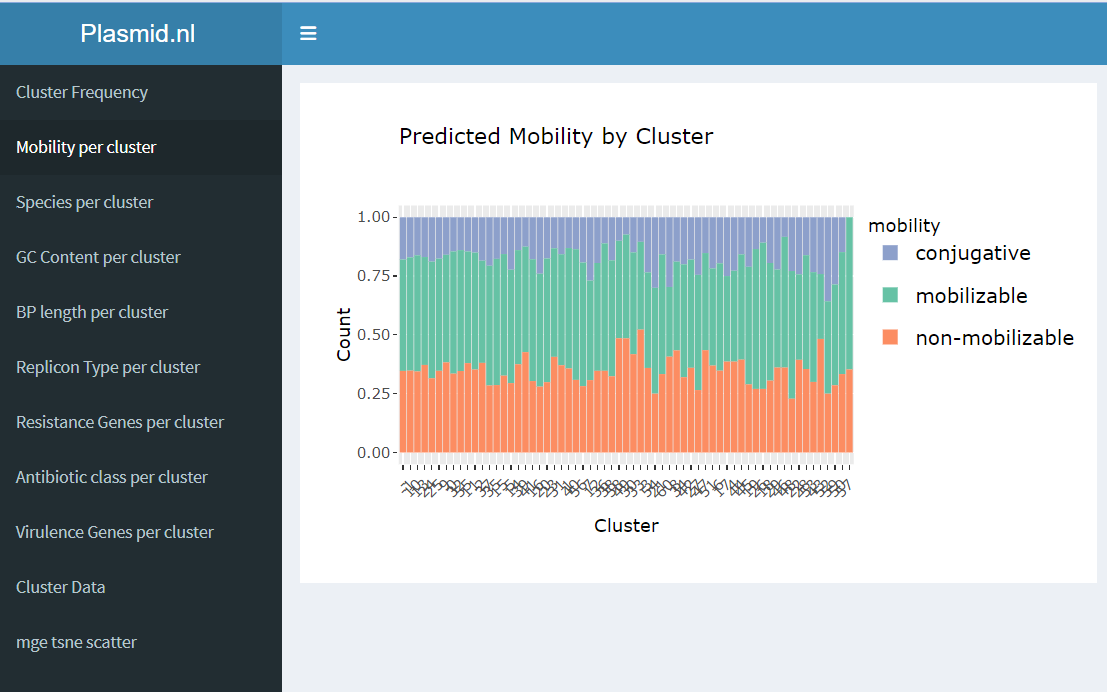 Plasmid.nl
Cluster Frequency
Mobility per cluster
Species per cluster
GC Content per cluster
BP length per cluster
Replicon Type per cluster
Resistance Genes per cluster
Antibiotic class per cluster
Virulence Genes per cluster
Cluster Data
mge tsne scatter
Predicted Mobility by Cluster
1.00
0.75
0.50
0.25
0.00
Count
Cluster
mobility
conjugative
mobilizable
non-mobilizable